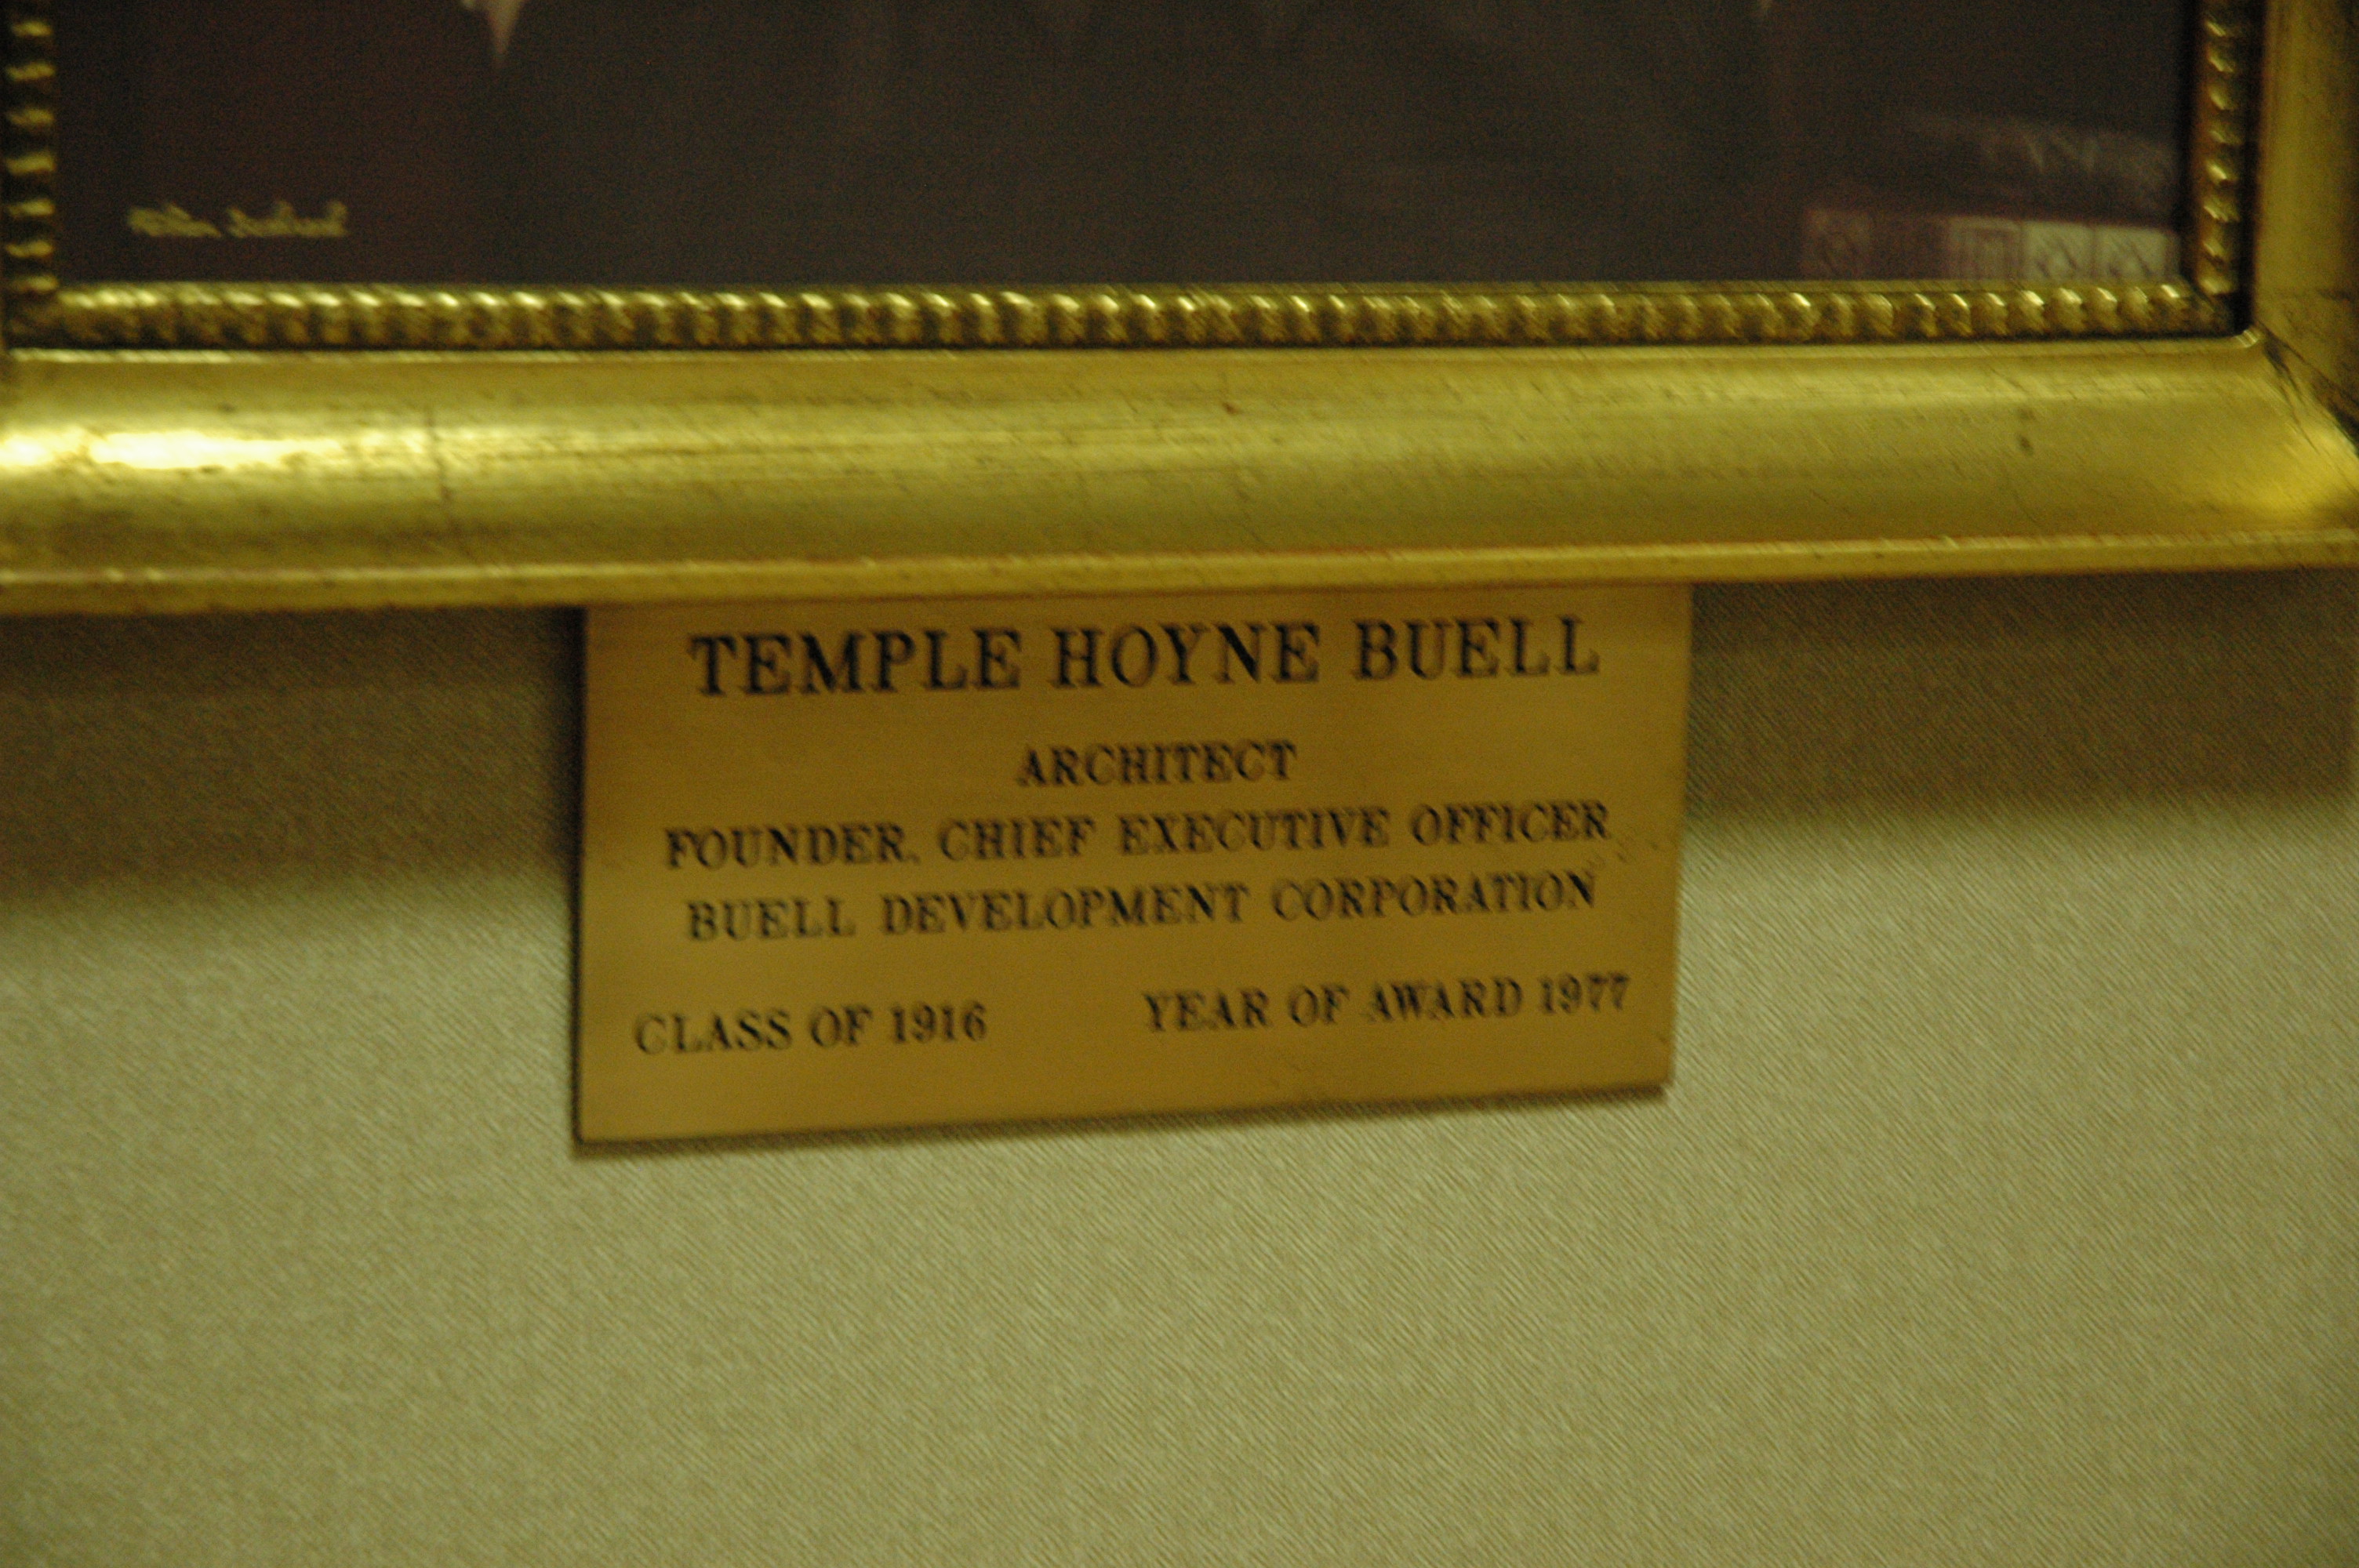 TEMPLE HOYNE BUELL
ARCHITECT
FOUNDER, CHIEF EXECUTIVE OFFICER
BUELL DEVELOPMENT CORPORATION
CLASS OF 1916 YEAR OF AWARD 1977